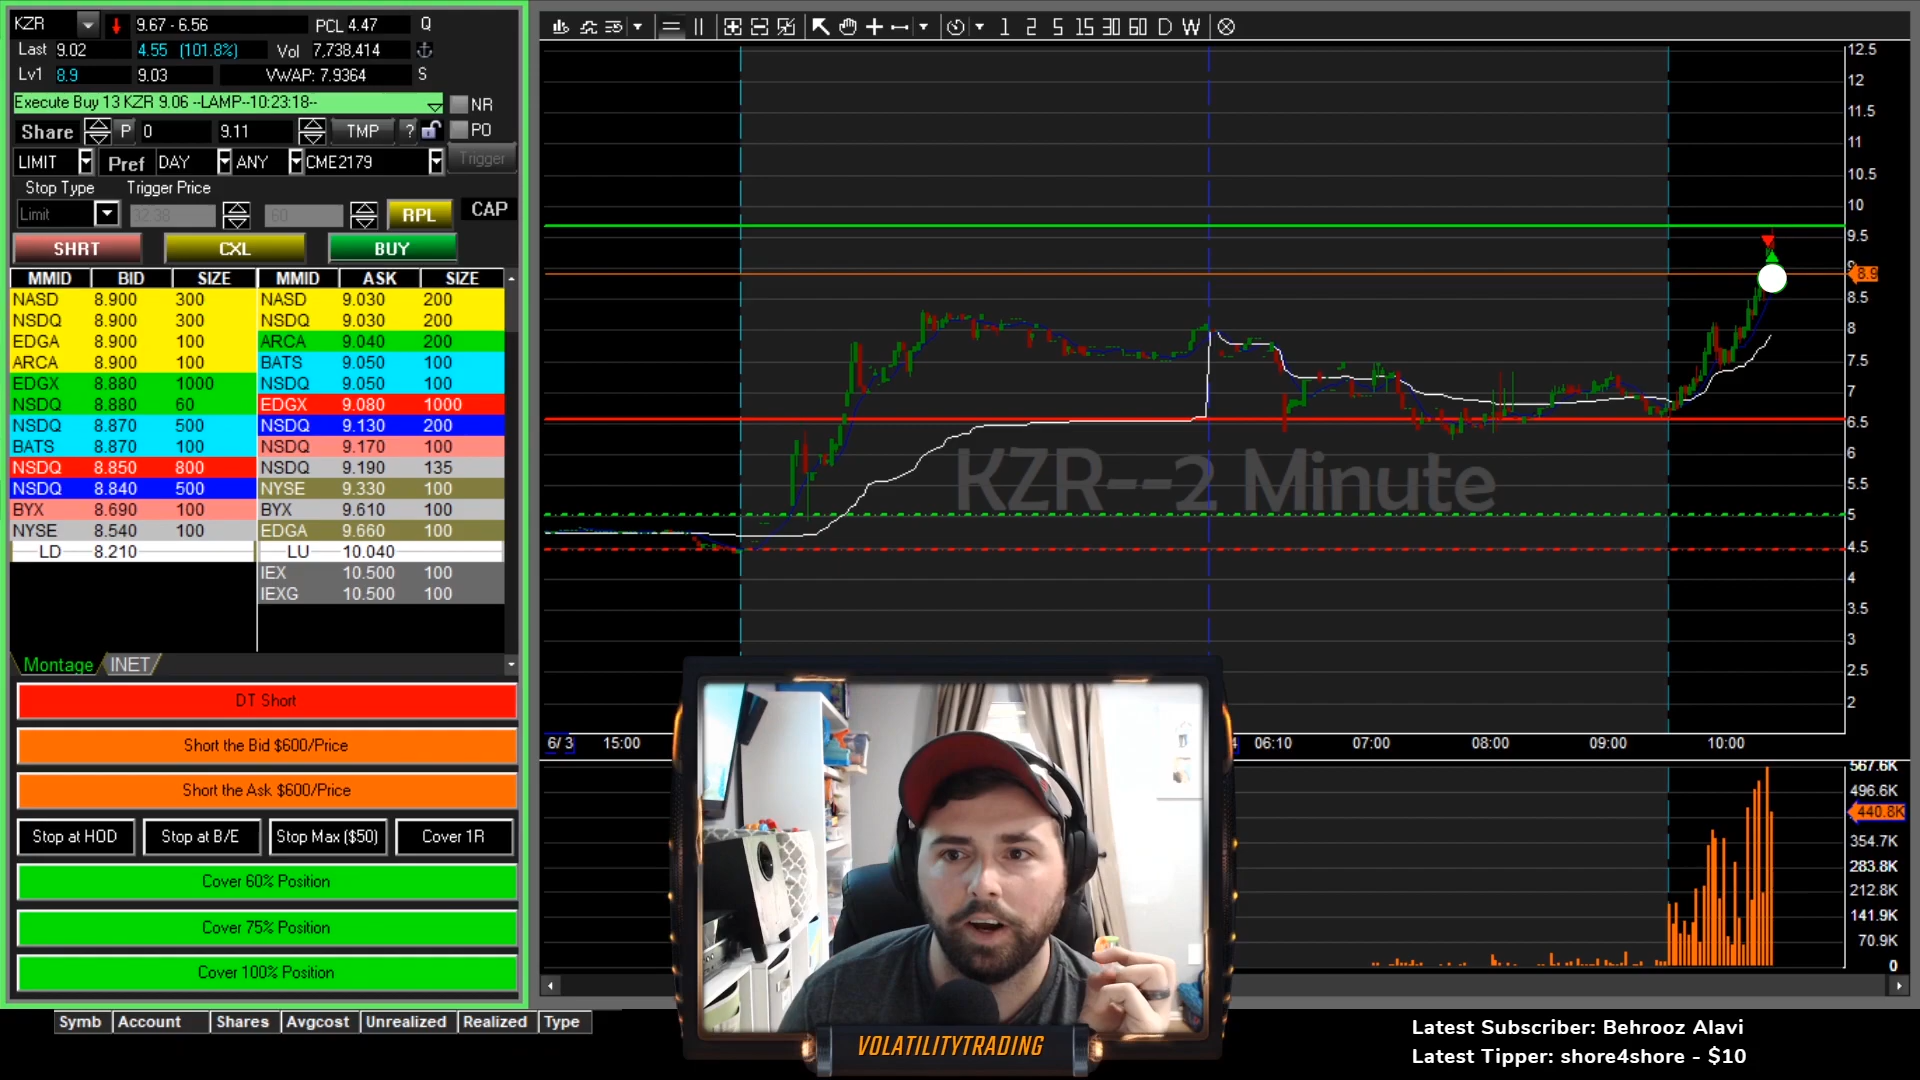 KZR 9.67 - 6.56 PCL 4.47 Q
Last 9.02 4.55 (101.8%) Vol 7,738,414
Lv1 8.9 9.03 VWAP: 7.9364 S
Execute Buy 13 KZR 9.06 --LAMP--10:23:18-- NR
Share P 0 9.11 TMP ? PO
LIMIT Pref DAY ANY CME2179 Trigger
Stop Type Trigger Price
Limit 32.38 60 RPL CAP
SHRT CXL BUY
MMID BID SIZE MMID ASK SIZE
NASD 8.900 300 NASD 9.030 200
NSDQ 8.900 300 NSDQ 9.030 200
EDGA 8.900 100 ARCA 9.040 200
ARCA 8.900 100 BATS 9.050 100
EDGX 8.880 1000 NSDQ 9.050 100
NSDQ 8.880 60 EDGX 9.080 1000
NSDQ 8.870 500 NSDQ 9.130 200
BATS 8.870 100 NSDQ 9.170 100
NSDQ 8.850 800 NSDQ 9.190 135
NSDQ 8.840 500 NYSE 9.330 100
BYX 8.690 100 BYX 9.610 100
NYSE 8.540 100 EDGA 9.660 100
LD 8.210 LU 10.040
IEX 10.500 100
IEXG 10.500 100
Montage INET
DT Short
Short the Bid $600/Price
Short the Ask $600/Price
Stop at HOD Stop at B/E Stop Max ($50) Cover 1R
Cover 60% Position
Cover 75% Position
Cover 100% Position
Symb Account Shares Avgcost Unrealized Realized Type
1 2 5 15 30 60 D W
12.5
12
11.5
11
10.5
10
9.5
9
8.9
8.5
8
7.5
7
6.5
6
5.5
5
4.5
4
3.5
3
2.5
2
KZR--2 Minute
6/3 15:00 4 06:10 07:00 08:00 09:00 10:00
567.6K
496.6K
440.8K
354.7K
283.8K
212.8K
141.9K
70.9K
0
VOLATILITYTRADING
Latest Subscriber: Behrooz Alavi
Latest Tipper: shore4shore - $10